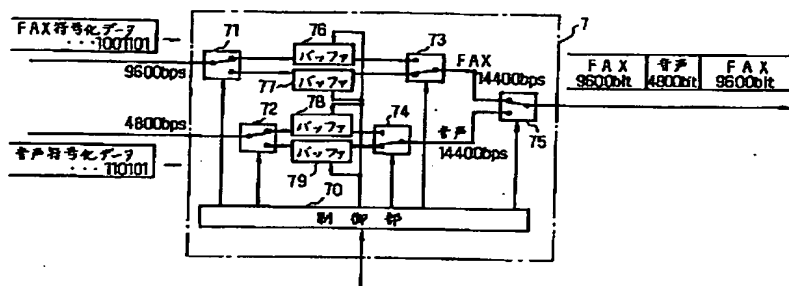 FAX符号化データ
···1001101
9600bps
4800bps
音声符号化データ
···110101
71
72
76
バッファ
バッファ
77
78
バッファ
バッファ
79
70
制御部
73
74
FAX
14400bps
音声
14400bps
75
7
FAX
9600bit
音声
4800bit
FAX
9600bit